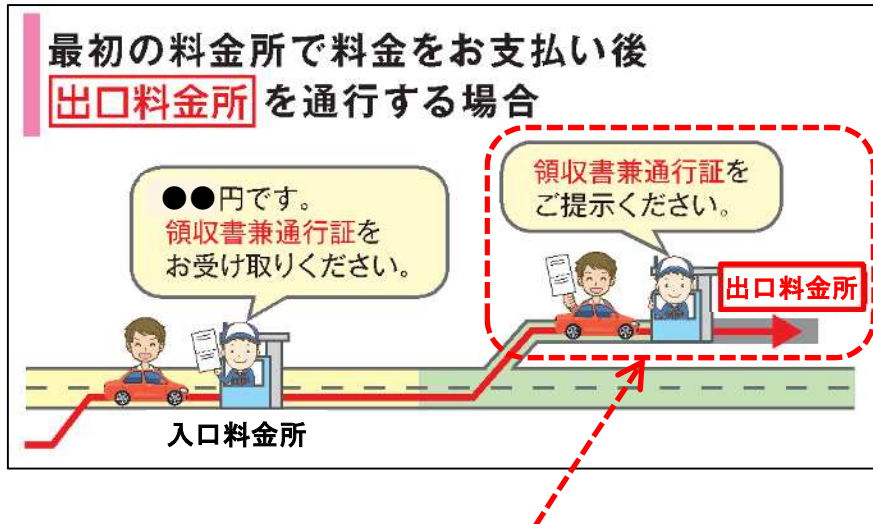 最初の料金所で料金をお支払い後
出口料金所を通行する場合
●●円です。
領収書兼通行証を
お受け取りください。
領収書兼通行証を
ご提示ください。
出口料金所
入口料金所